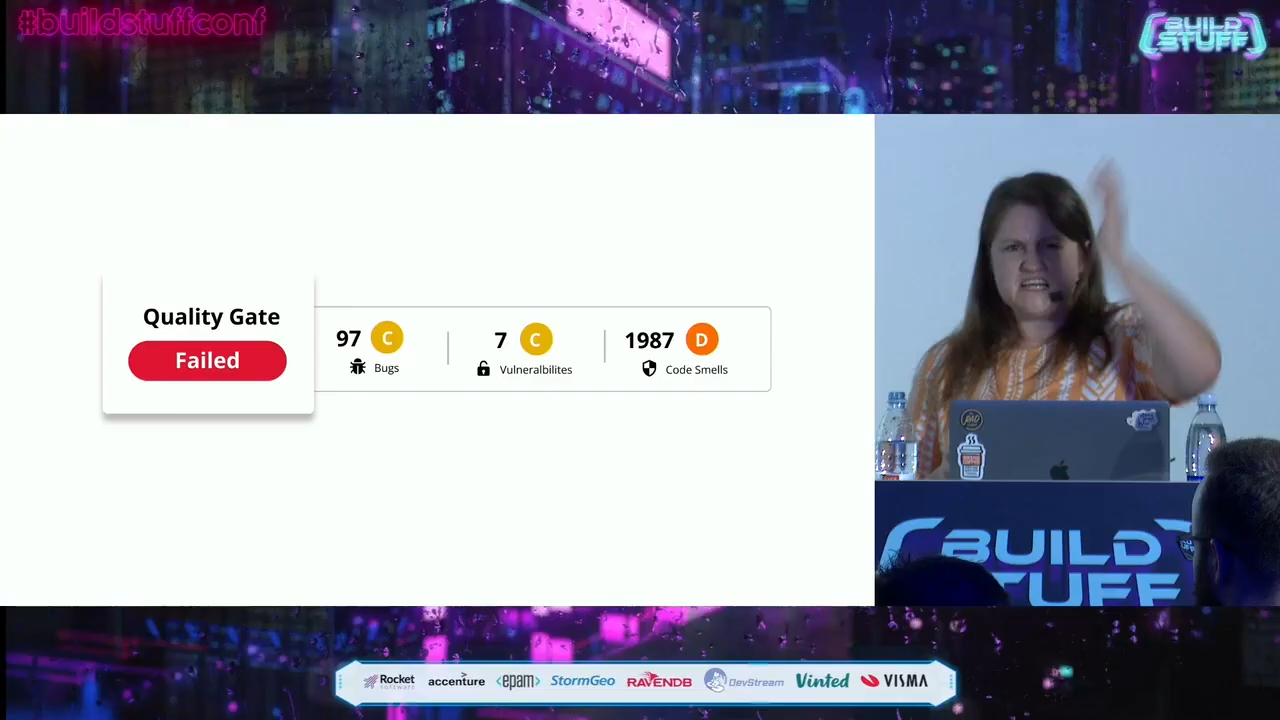 #buildstuffconf
BUILD
STUFF
Quality Gate
Failed
97 C
Bugs
7 C
Vulnerabilites
1987 D
Code Smells
BUILD
STUFF
Rocket
software
accenture
<epam>
StormGeo
RAVENDB
DevStream
Vinted
VISMA